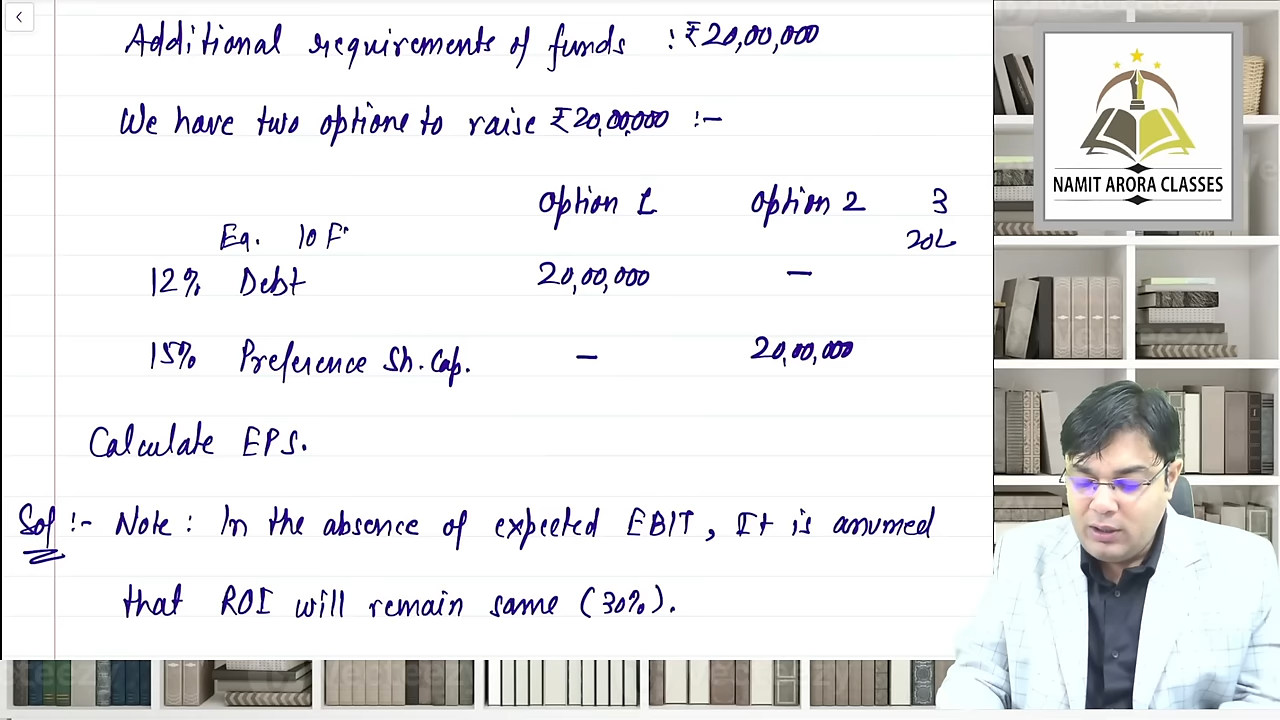 Additional requirements of funds : ₹20,00,000
We have two options to raise ₹20,00,000 :-
option 1 option 2 3
Eq. 10 F. 20L
12% Debt 20,00,000 —
15% Preference Sh. Cap. — 20,00,000
Calculate EPS.
Sol :- Note : In the absence of expected EBIT, It is assumed
that ROI will remain same (30%).
NAMIT ARORA CLASSES